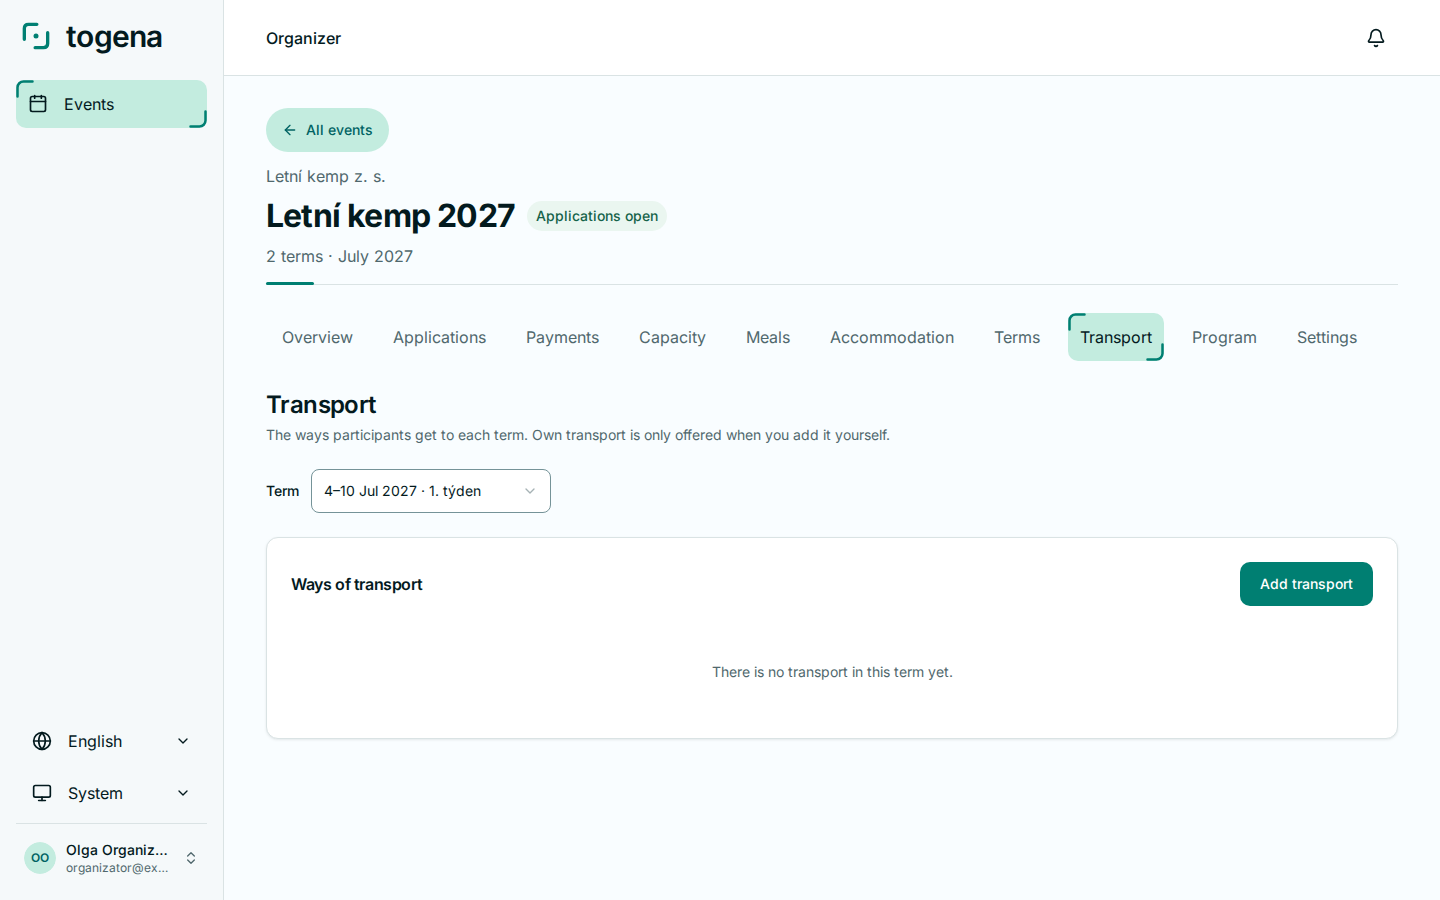 togena
Organizer
Events
All events
Letní kemp z. s.
Letní kemp 2027
Applications open
2 terms · July 2027
Overview
Applications
Payments
Capacity
Meals
Accommodation
Terms
Transport
Program
Settings
Transport
The ways participants get to each term. Own transport is only offered when you add it yourself.
Term
4–10 Jul 2027 · 1. týden
Ways of transport
Add transport
There is no transport in this term yet.
English
System
OO
Olga Organiz...
organizator@ex...